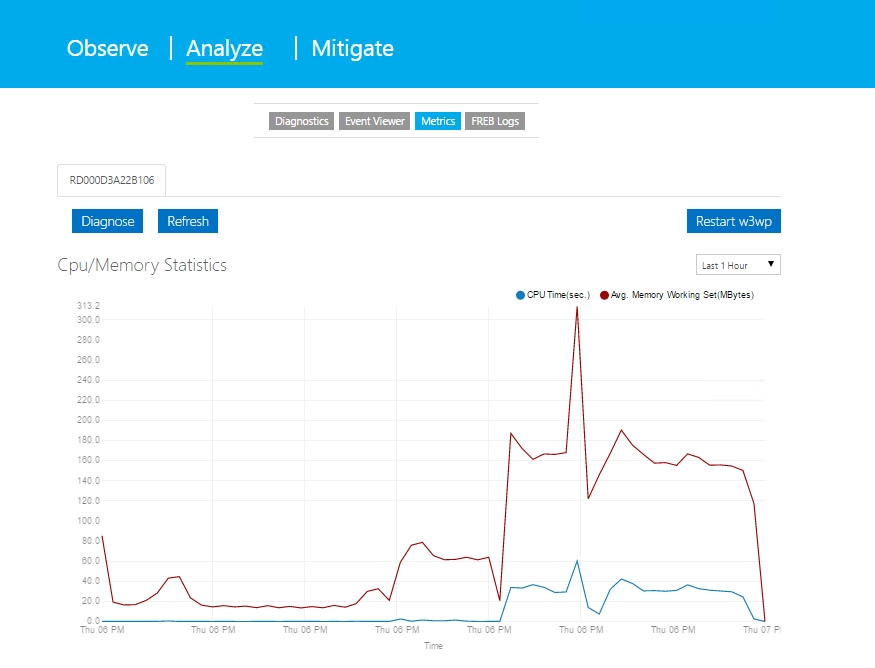 Observe | Analyze | Mitigate
Diagnostics Event Viewer Metrics FREB Logs
RD000D3A22B106
Diagnose Refresh Restart w3wp
Cpu/Memory Statistics Last 1 Hour
CPU Time(sec.) Avg. Memory Working Set(MBytes)
313.2
300.0
280.0
260.0
240.0
220.0
200.0
180.0
160.0
140.0
120.0
100.0
80.0
60.0
40.0
20.0
0.0
Thu 06 PM Thu 06 PM Thu 06 PM Thu 06 PM Thu 06 PM Thu 06 PM Thu 06 PM Thu 07 P
Time